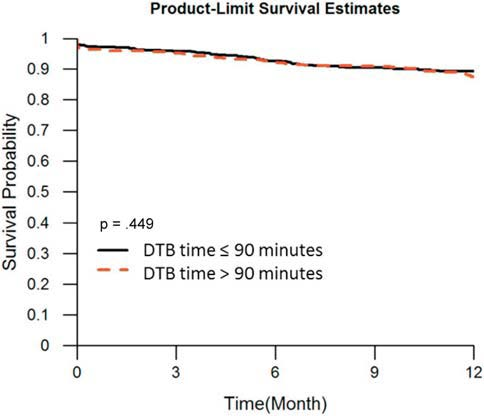 Product-Limit Survival Estimates
1
0.9
0.8
0.7
0.6
0.5
0.4
0.3
0.2
0.1
0
Survival Probability
p = .449
DTB time ≤ 90 minutes
DTB time > 90 minutes
0 3 6 9 12
Time(Month)